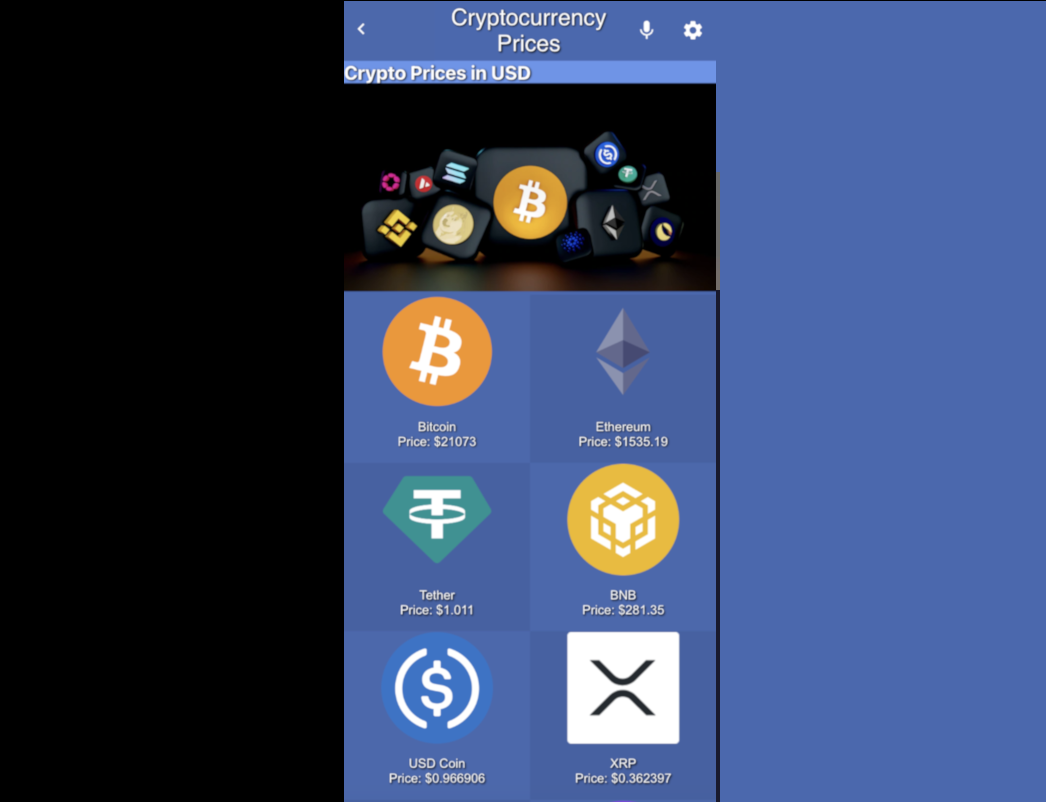 Cryptocurrency
Prices
Crypto Prices in USD
Bitcoin
Price: $21073
Ethereum
Price: $1535.19
Tether
Price: $1.011
BNB
Price: $281.35
USD Coin
Price: $0.966906
XRP
Price: $0.362397